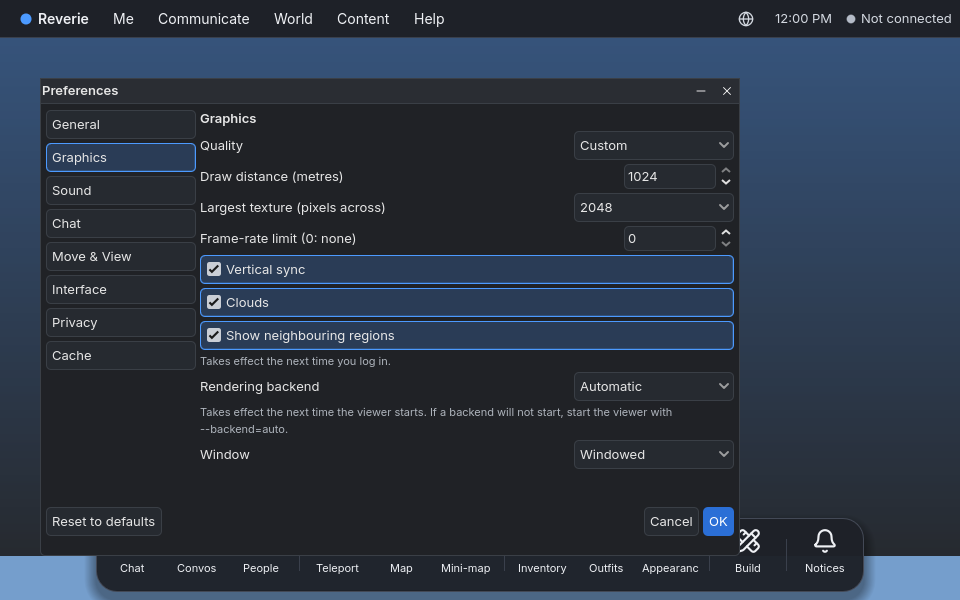 Reverie Me Communicate World Content Help 12:00 PM Not connected
Preferences
General
Graphics
Sound
Chat
Move & View
Interface
Privacy
Cache
Graphics
Quality Custom
Draw distance (metres) 1024
Largest texture (pixels across) 2048
Frame-rate limit (0: none) 0
Vertical sync
Clouds
Show neighbouring regions
Takes effect the next time you log in.
Rendering backend Automatic
Takes effect the next time the viewer starts. If a backend will not start, start the viewer with
--backend=auto.
Window Windowed
Reset to defaults Cancel OK
Chat Convos People Teleport Map Mini-map Inventory Outfits Appearanc Build Notices